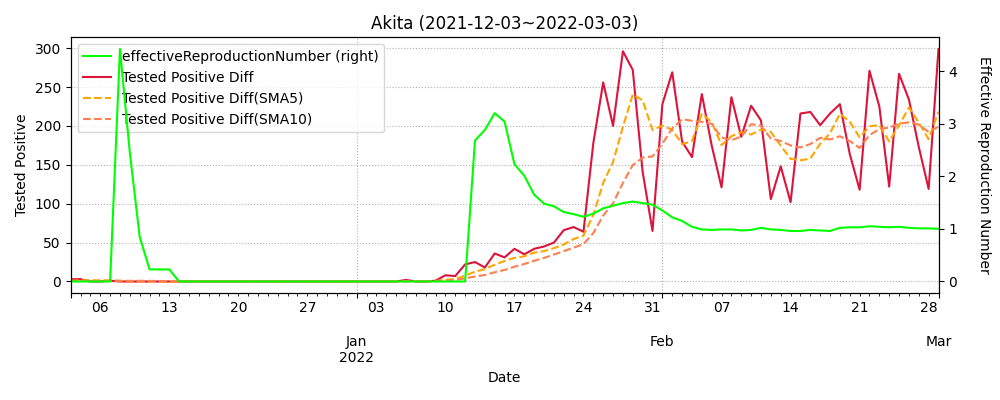 Akita (2021-12-03~2022-03-03)
effectiveReproductionNumber (right)
Tested Positive Diff
Tested Positive Diff(SMA5)
Tested Positive Diff(SMA10)
Tested Positive
300
250
200
150
100
50
0
4
3
2
1
0
Effective Reproduction Number
06 13 20 27 03 10 17 24 31 07 14 21 28
Jan Feb Mar
2022
Date